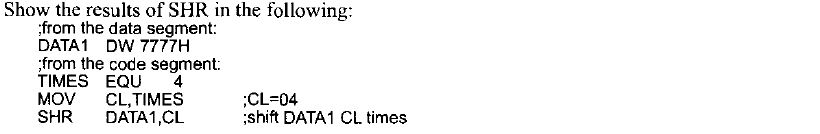 Show the results of SHR in the following:
;from the data segment:
DATA1 DW 7777H
;from the code segment:
TIMES EQU 4
MOV CL,TIMES ;CL=04
SHR DATA1,CL ;shift DATA1 CL times